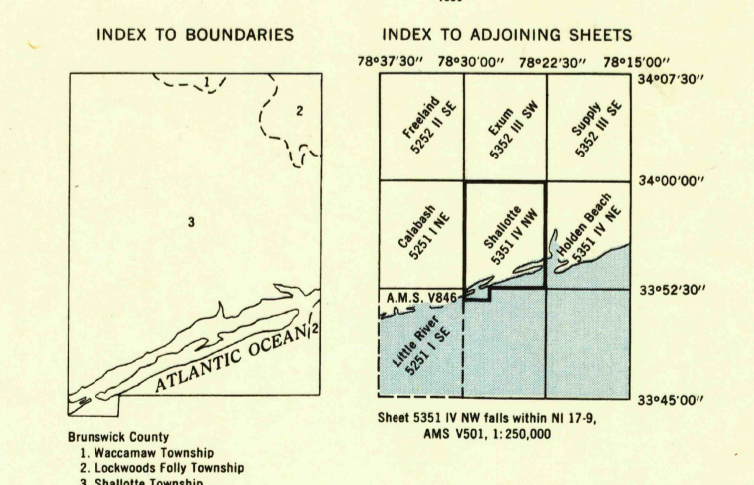 INDEX TO BOUNDARIES
1
2
3
2
ATLANTIC OCEAN
Brunswick County
1. Waccamaw Township
2. Lockwoods Folly Township
3. Shallotte Township
INDEX TO ADJOINING SHEETS
78°37'30" 78°30'00" 78°22'30" 78°15'00"
34°07'30"
Freeland
5252 II SE
Exum
5352 III SW
Supply
5352 III SE
34°00'00"
Calabash
5251 I NE
Shallotte
5351 IV NW
Holden Beach
5351 IV NE
33°52'30"
A.M.S. V846
Little River
5251 I SE
33°45'00"
Sheet 5351 IV NW falls within NI 17-9,
AMS V501, 1:250,000